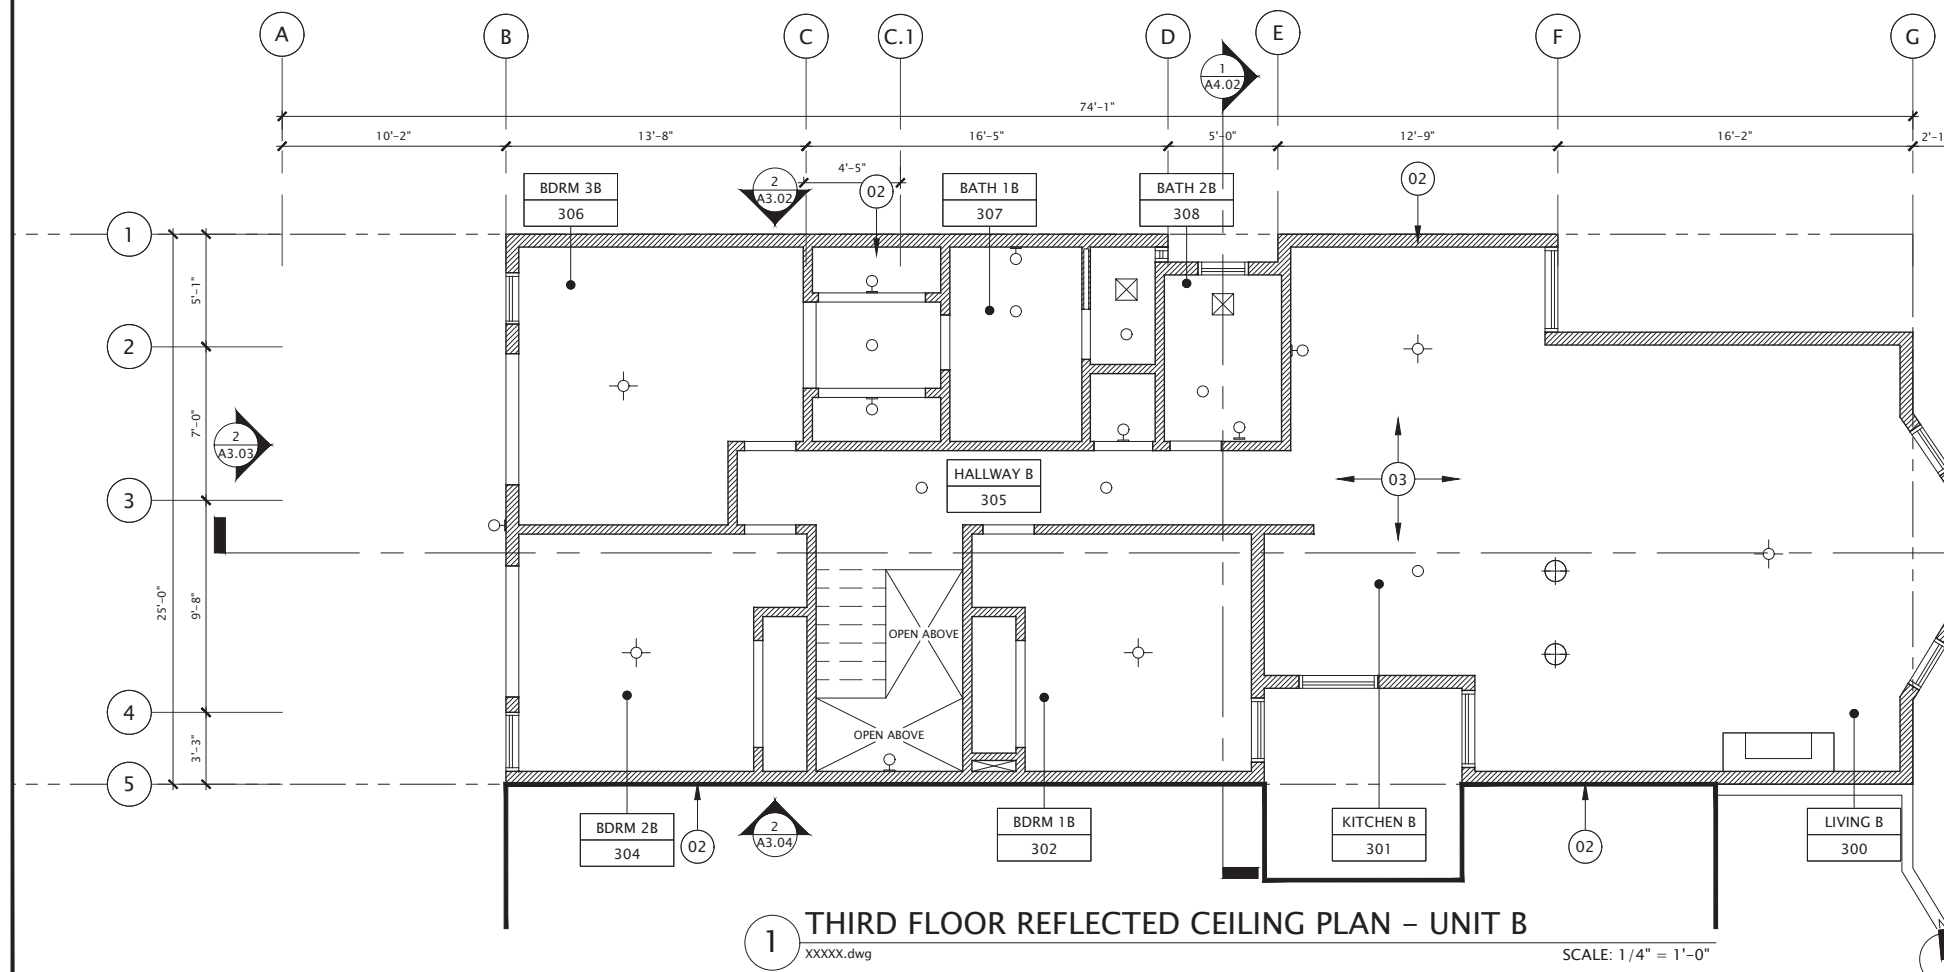 A
B
C
C.1
D
E
F
G
1
A4.02
74'-1"
10'-2"
13'-8"
16'-5"
5'-0"
12'-9"
16'-2"
4'-5"
BDRM 3B
306
2
A3.02
02
BATH 1B
307
BATH 2B
308
02
1
5'-1"
2
7'-0"
2
A3.03
HALLWAY B
305
03
3
25'-0"
9'-8"
OPEN ABOVE
4
OPEN ABOVE
3'-3"
5
BDRM 2B
304
02
2
A3.04
BDRM 1B
302
KITCHEN B
301
02
LIVING B
300
1
THIRD FLOOR REFLECTED CEILING PLAN – UNIT B
XXXXX.dwg
SCALE: 1/4" = 1'-0"